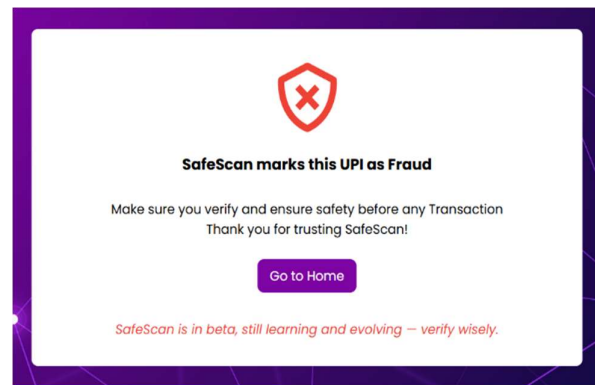 SafeScan marks this UPI as Fraud
Make sure you verify and ensure safety before any Transaction
Thank you for trusting SafeScan!
Go to Home
SafeScan is in beta, still learning and evolving — verify wisely.